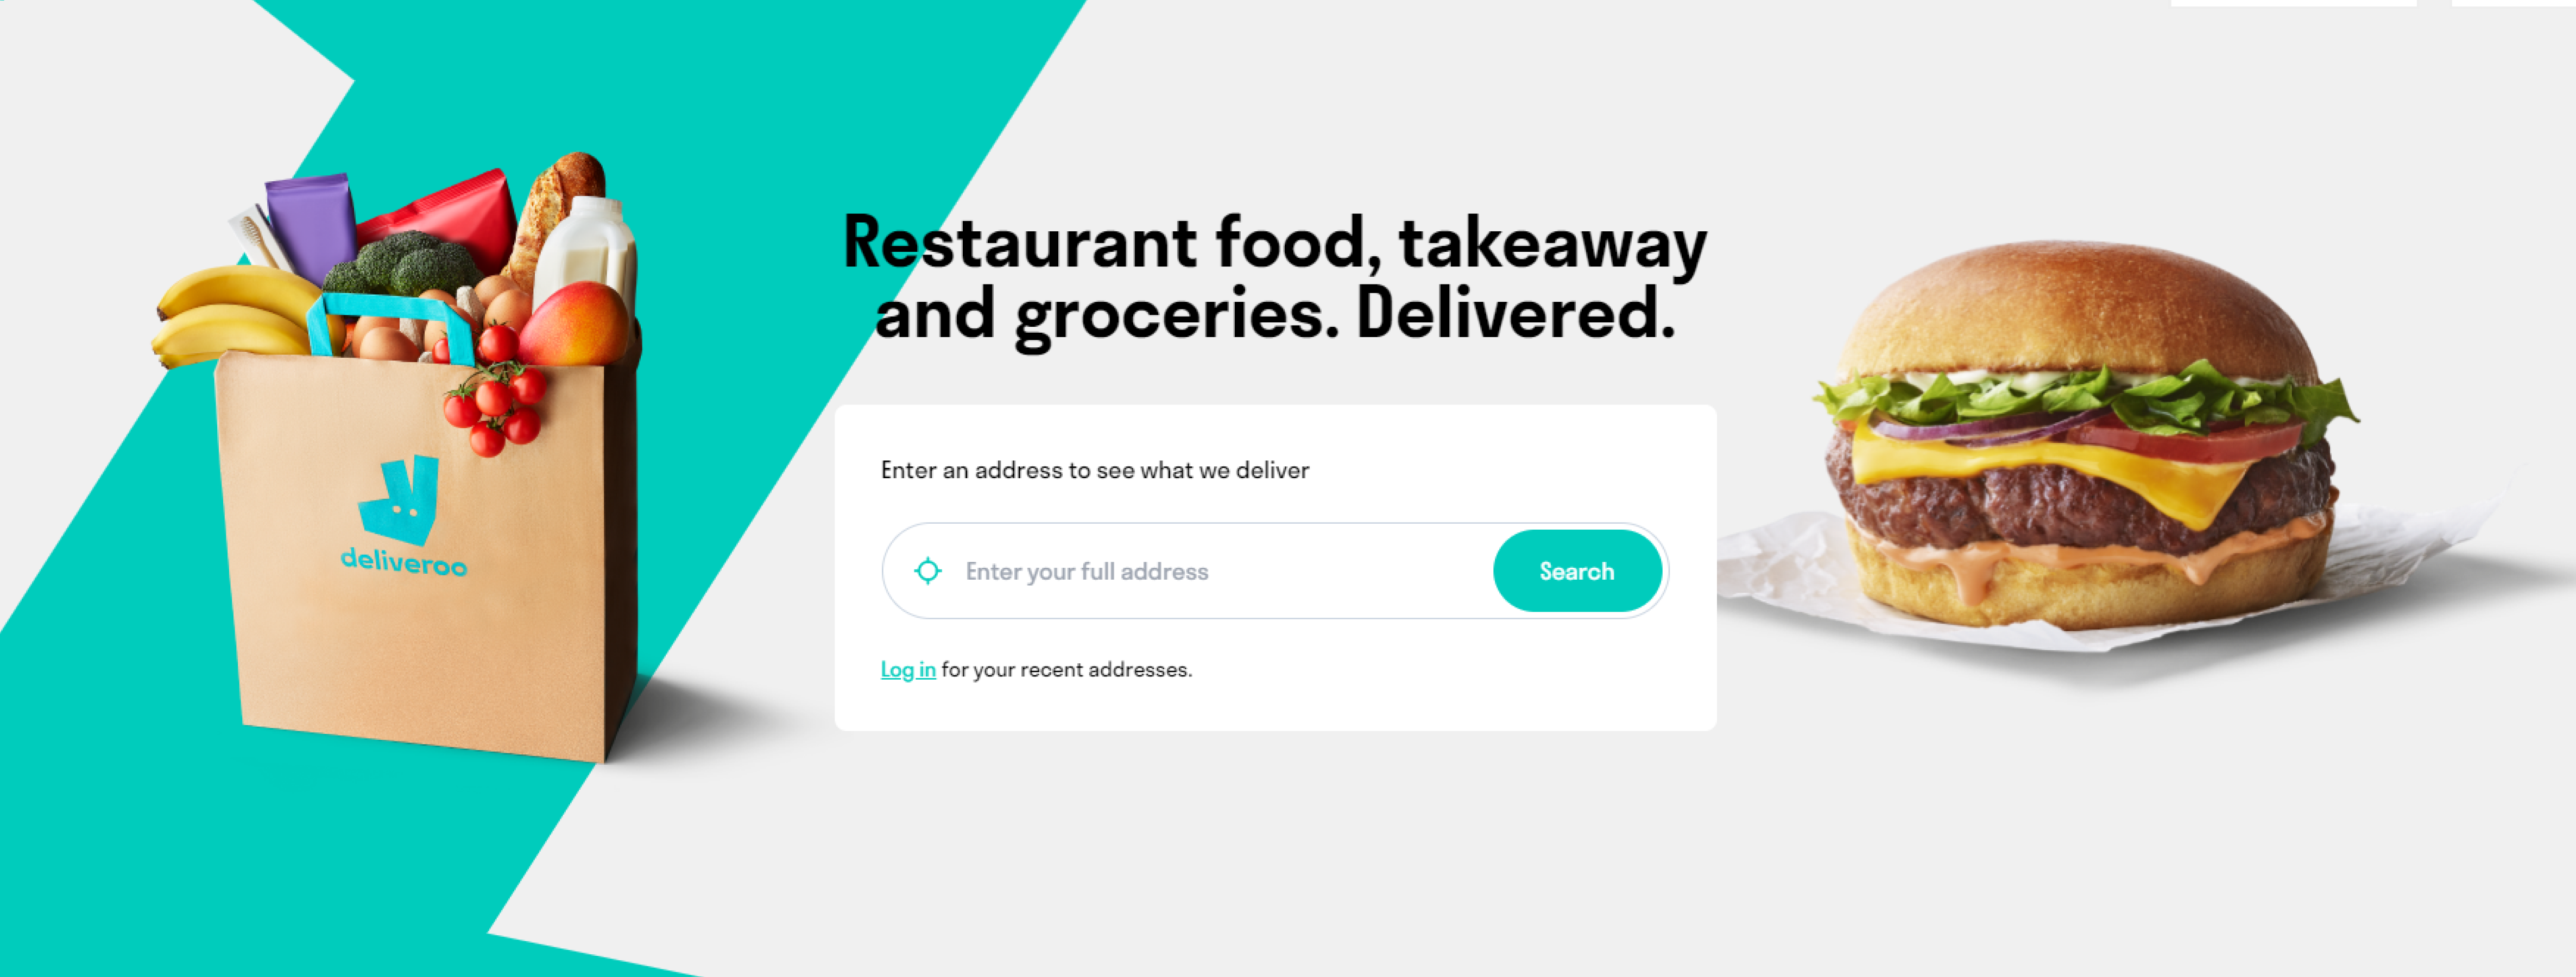 Restaurant food, takeaway
and groceries. Delivered.
Enter an address to see what we deliver
Enter your full address
Search
Log in for your recent addresses.
deliveroo